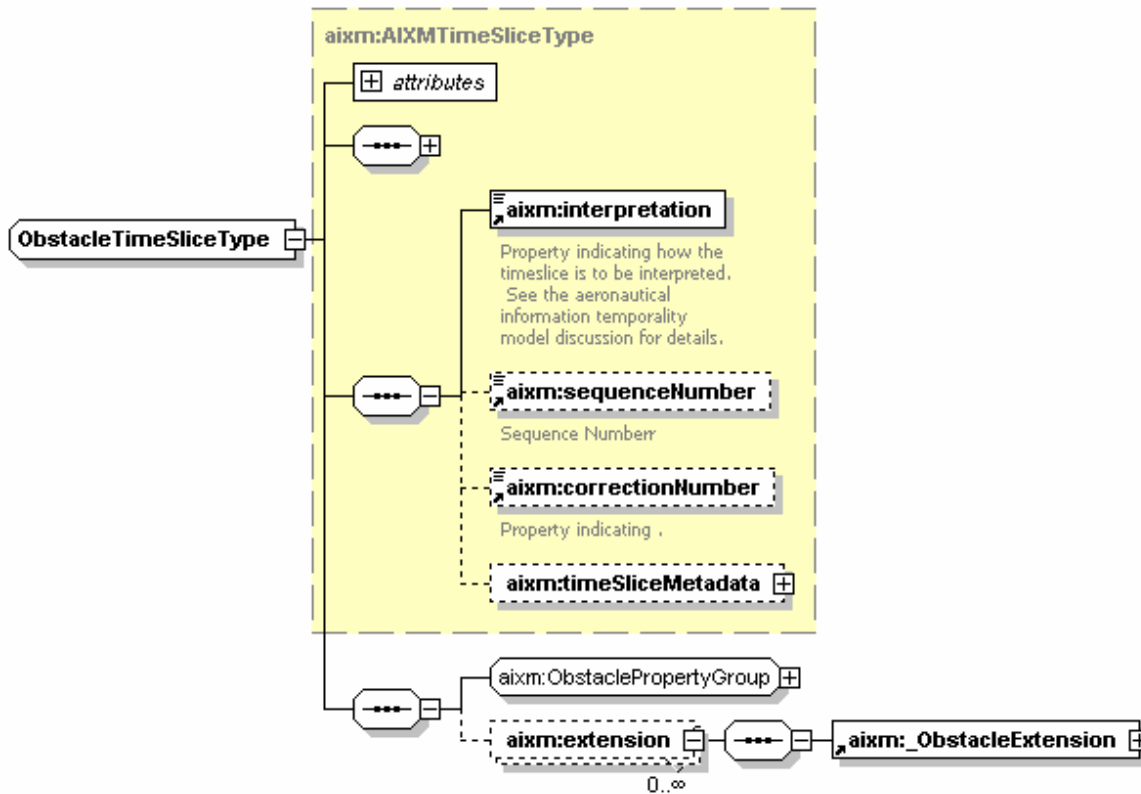 aixm:AIXMTimeSliceType
attributes
ObstacleTimeSliceType
aixm:interpretation
Property indicating how the
timeslice is to be interpreted.
See the aeronautical
information temporality
model discussion for details.
aixm:sequenceNumber
Sequence Numberr
aixm:correctionNumber
Property indicating .
aixm:timeSliceMetadata
aixm:ObstaclePropertyGroup
aixm:extension
0..∞
aixm:_ObstacleExtension